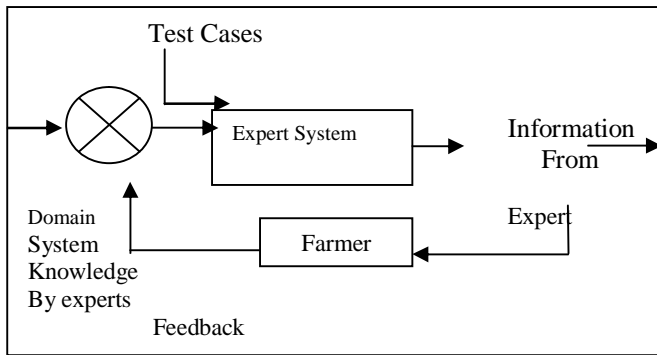 Test Cases
Expert System
Information
From
Expert
Domain
System
Knowledge
By experts
Farmer
Feedback